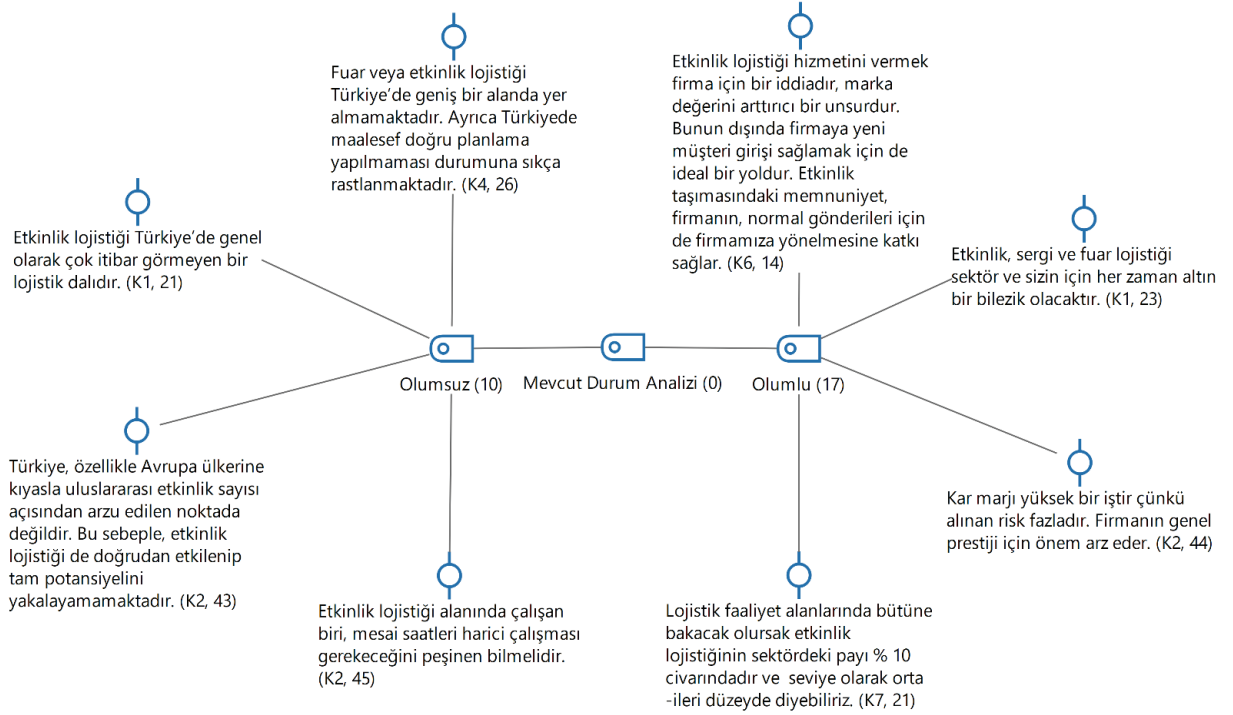 Fuar veya etkinlik lojistiği
Türkiye’de geniş bir alanda yer
almamaktadır. Ayrıca Türkiyede
maalesef doğru planlama
yapılmaması durumuna sıkça
rastlanmaktadır. (K4, 26)
Etkinlik lojistiği hizmetini vermek
firma için bir iddiadır, marka
değerini arttırıcı bir unsurdur.
Bunun dışında firmaya yeni
müşteri girişi sağlamak için de
ideal bir yoldur. Etkinlik
taşımasındaki memnuniyet,
firmanın, normal gönderileri için
de firmamıza yönelmesine katkı
sağlar. (K6, 14)
Etkinlik lojistiği Türkiye’de genel
olarak çok itibar görmeyen bir
lojistik dalıdır. (K1, 21)
Etkinlik, sergi ve fuar lojistiği
sektör ve sizin için her zaman altın
bir bilezik olacaktır. (K1, 23)
Olumsuz (10)
Mevcut Durum Analizi (0)
Olumlu (17)
Türkiye, özellikle Avrupa ülkerine
kıyasla uluslararası etkinlik sayısı
açısından arzu edilen noktada
değildir. Bu sebeple, etkinlik
lojistiği de doğrudan etkilenip
tam potansiyelini
yakalayamamaktadır. (K2, 43)
Kar marjı yüksek bir iştir çünkü
alınan risk fazladır. Firmanın genel
prestiji için önem arz eder. (K2, 44)
Etkinlik lojistiği alanında çalışan
biri, mesai saatleri harici çalışması
gerekeceğini peşinen bilmelidir.
(K2, 45)
Lojistik faaliyet alanlarında bütüne
bakacak olursak etkinlik
lojistiğinin sektördeki payı % 10
civarındadır ve  seviye olarak orta
-ileri düzeyde diyebiliriz. (K7, 21)